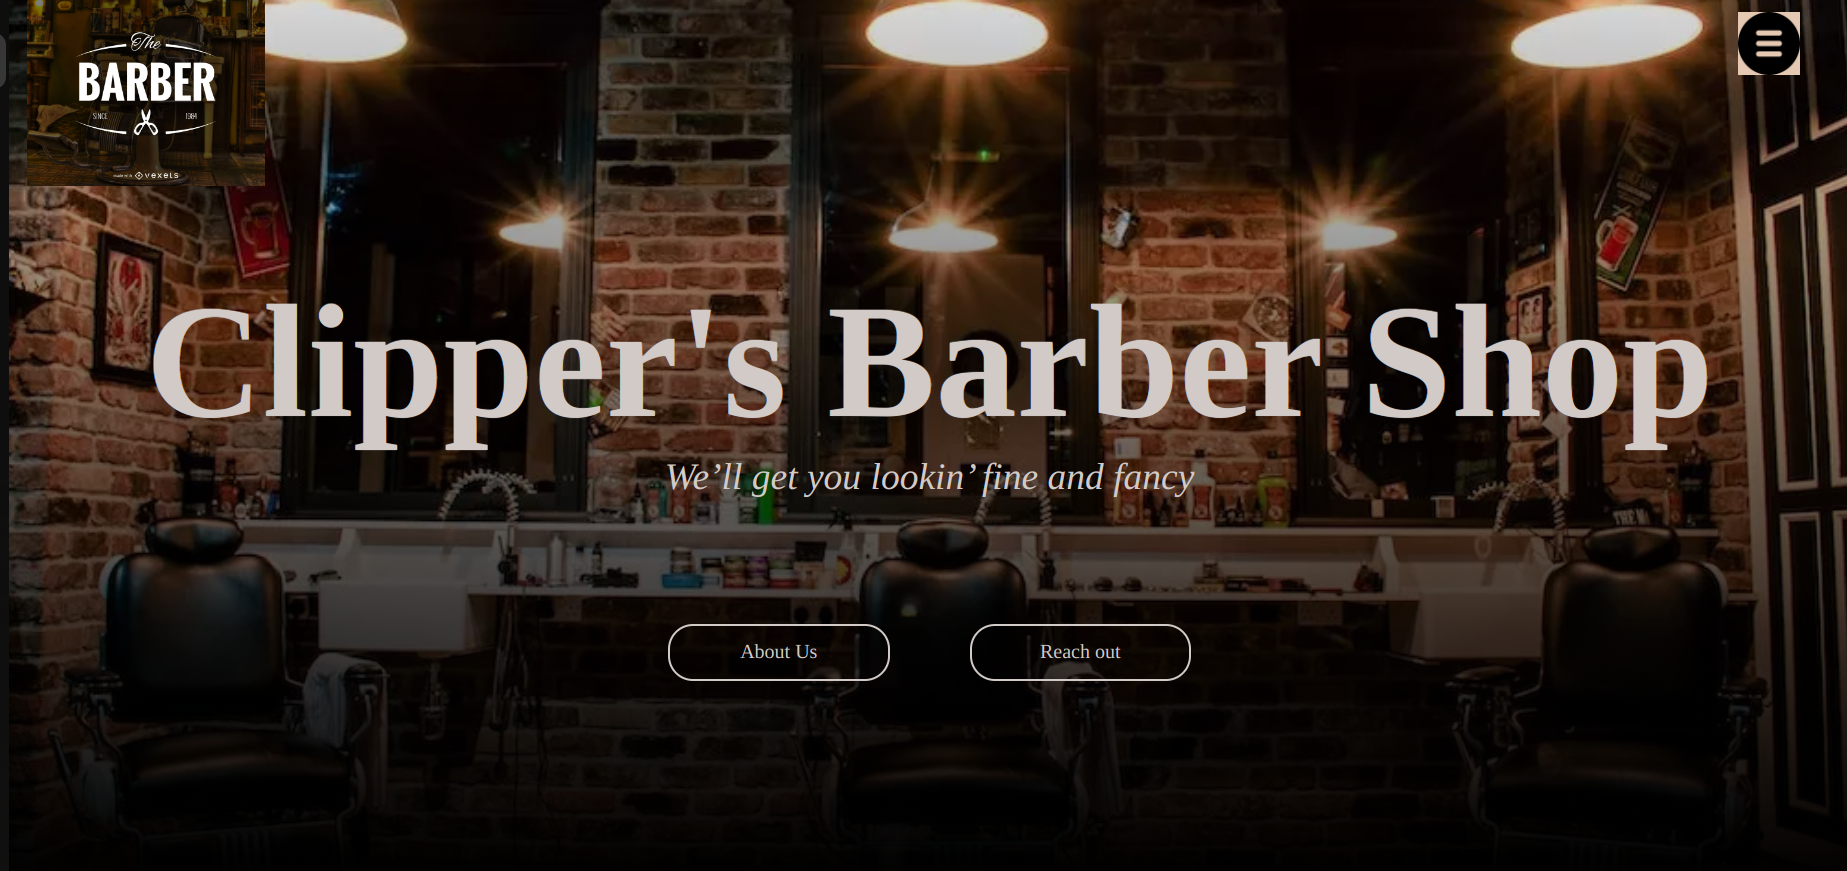 The
BARBER
SINCE 1984
made with vexels
Clipper's Barber Shop
We’ll get you lookin’ fine and fancy
About Us
Reach out